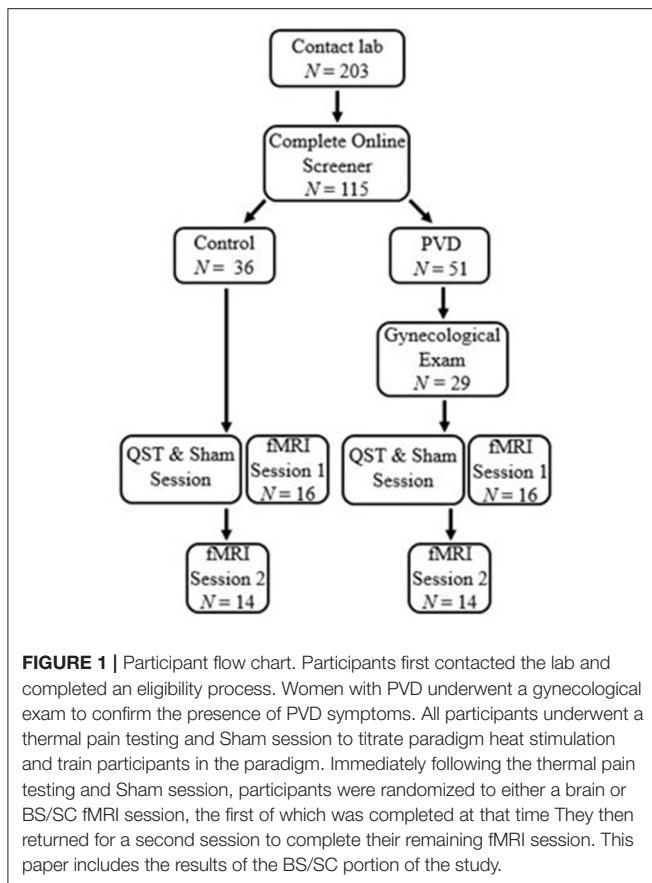 Contact lab
N = 203
Complete Online
Screener
N = 115
Control
N = 36
PVD
N = 51
Gynecological
Exam
N = 29
QST & Sham
Session
fMRI
Session 1
N = 16
QST & Sham
Session
fMRI
Session 1
N = 16
fMRI
Session 2
N = 14
fMRI
Session 2
N = 14
FIGURE 1 | Participant flow chart. Participants first contacted the lab and
completed an eligibility process. Women with PVD underwent a gynecological
exam to confirm the presence of PVD symptoms. All participants underwent a
thermal pain testing and Sham session to titrate paradigm heat stimulation
and train participants in the paradigm. Immediately following the thermal pain
testing and Sham session, participants were randomized to either a brain or
BS/SC fMRI session, the first of which was completed at that time They then
returned for a second session to complete their remaining fMRI session. This
paper includes the results of the BS/SC portion of the study.